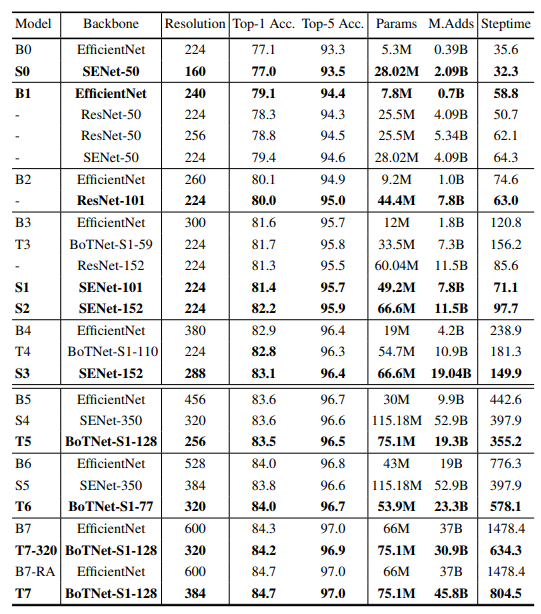 Model Backbone Resolution Top-1 Acc. Top-5 Acc. Params M.Adds Steptime
B0 EfficientNet 224 77.1 93.3 5.3M 0.39B 35.6
S0 SENet-50 160 77.0 93.5 28.02M 2.09B 32.3
B1 EfficientNet 240 79.1 94.4 7.8M 0.7B 58.8
- ResNet-50 224 78.3 94.3 25.5M 4.09B 50.7
- ResNet-50 256 78.8 94.5 25.5M 5.34B 62.1
- SENet-50 224 79.4 94.6 28.02M 4.09B 64.3
B2 EfficientNet 260 80.1 94.9 9.2M 1.0B 74.6
- ResNet-101 224 80.0 95.0 44.4M 7.8B 63.0
B3 EfficientNet 300 81.6 95.7 12M 1.8B 120.8
T3 BoTNet-S1-59 224 81.7 95.8 33.5M 7.3B 156.2
- ResNet-152 224 81.3 95.5 60.04M 11.5B 85.6
S1 SENet-101 224 81.4 95.7 49.2M 7.8B 71.1
S2 SENet-152 224 82.2 95.9 66.6M 11.5B 97.7
B4 EfficientNet 380 82.9 96.4 19M 4.2B 238.9
T4 BoTNet-S1-110 224 82.8 96.3 54.7M 10.9B 181.3
S3 SENet-152 288 83.1 96.4 66.6M 19.04B 149.9
B5 EfficientNet 456 83.6 96.7 30M 9.9B 442.6
S4 SENet-350 320 83.6 96.6 115.18M 52.9B 397.9
T5 BoTNet-S1-128 256 83.5 96.5 75.1M 19.3B 355.2
B6 EfficientNet 528 84.0 96.8 43M 19B 776.3
S5 SENet-350 384 83.8 96.6 115.18M 52.9B 397.9
T6 BoTNet-S1-77 320 84.0 96.7 53.9M 23.3B 578.1
B7 EfficientNet 600 84.3 97.0 66M 37B 1478.4
T7-320 BoTNet-S1-128 320 84.2 96.9 75.1M 30.9B 634.3
B7-RA EfficientNet 600 84.7 97.0 66M 37B 1478.4
T7 BoTNet-S1-128 384 84.7 97.0 75.1M 45.8B 804.5